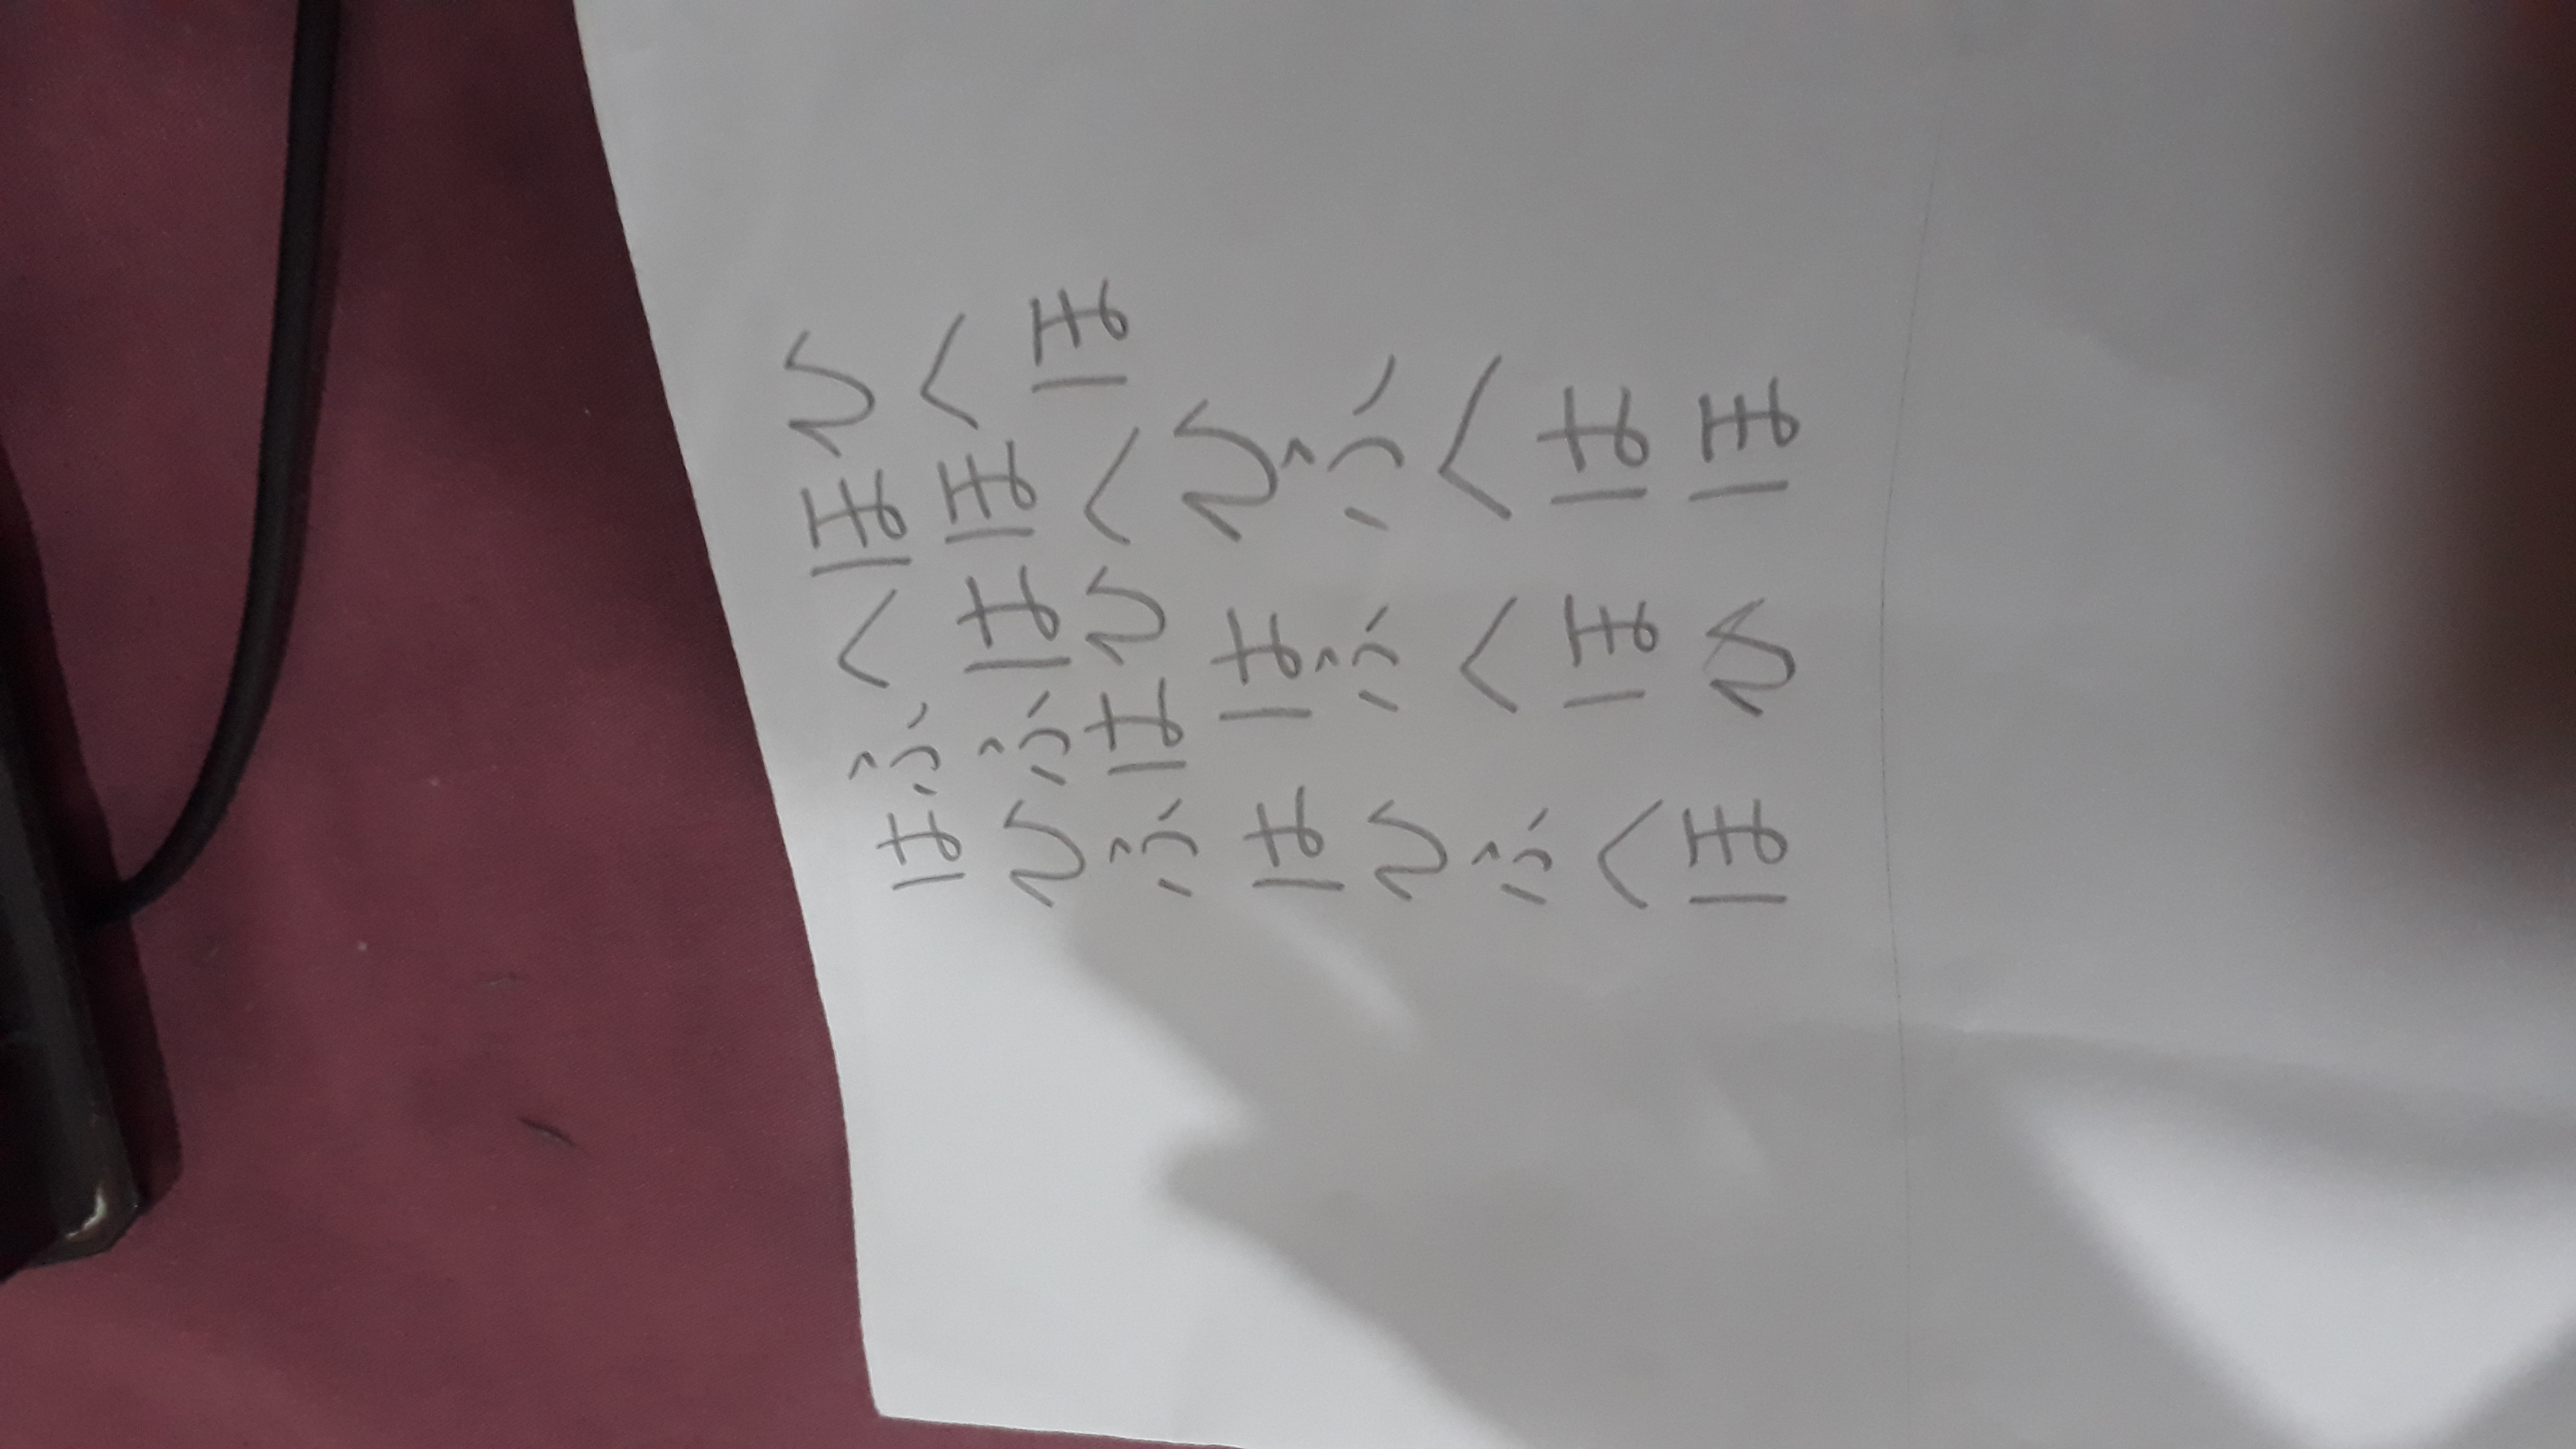 はふへほひ
ひふはほへ
ふはひへほ
は は ひ
ひ ふ ふ
ふ へ へ
へ ほ は
ほ ひ ほ